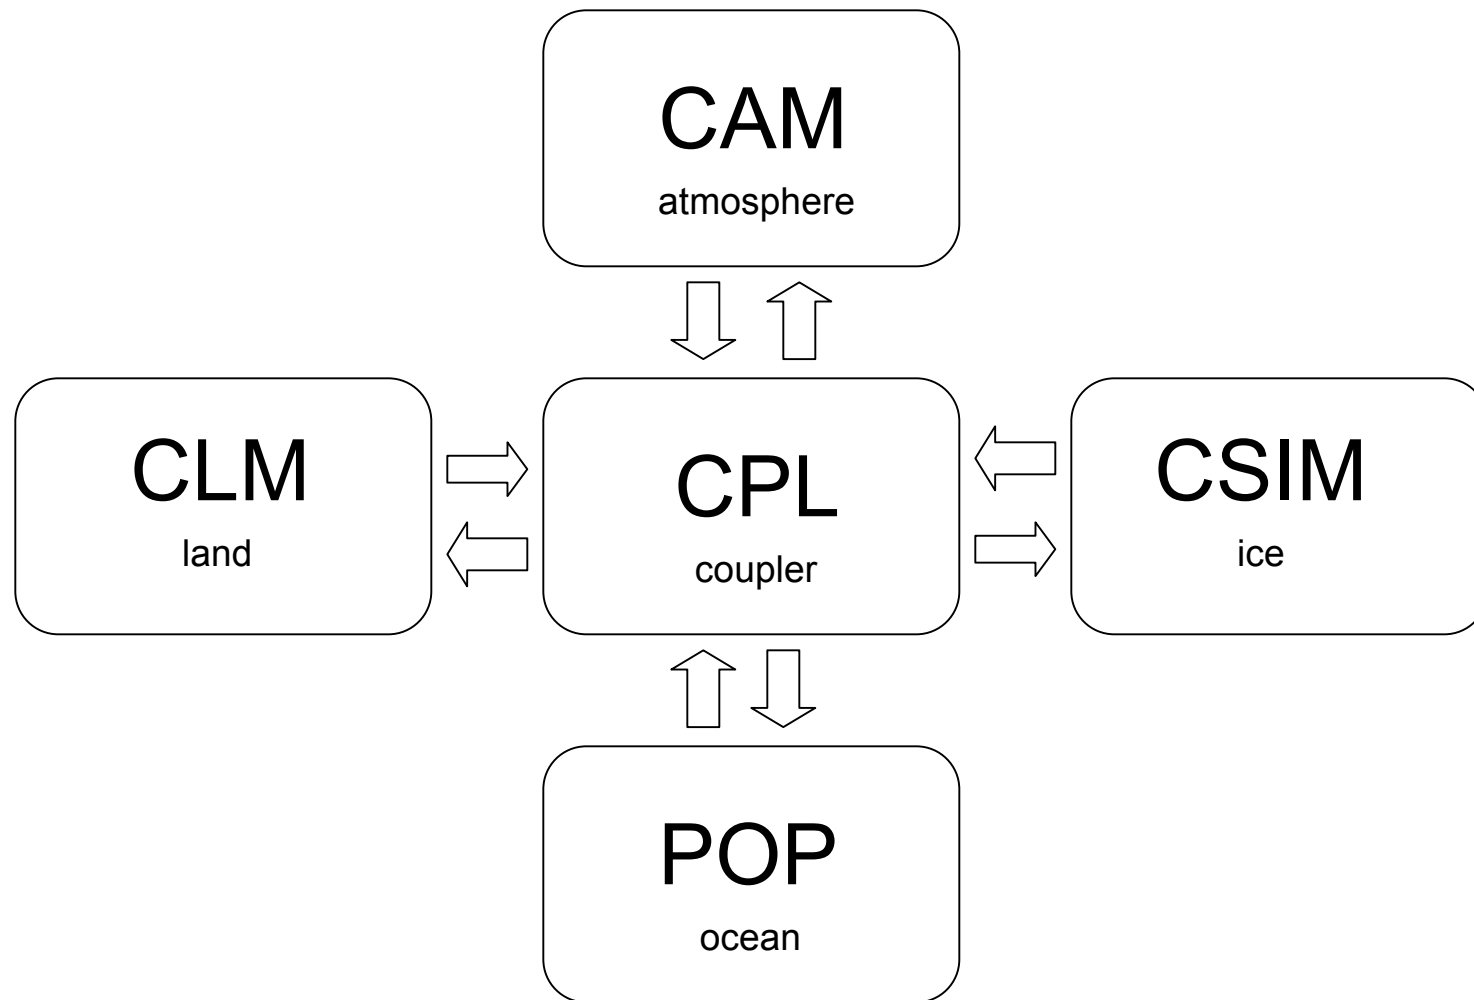 CAM
atmosphere
CLM
land
CPL
coupler
CSIM
ice
POP
ocean